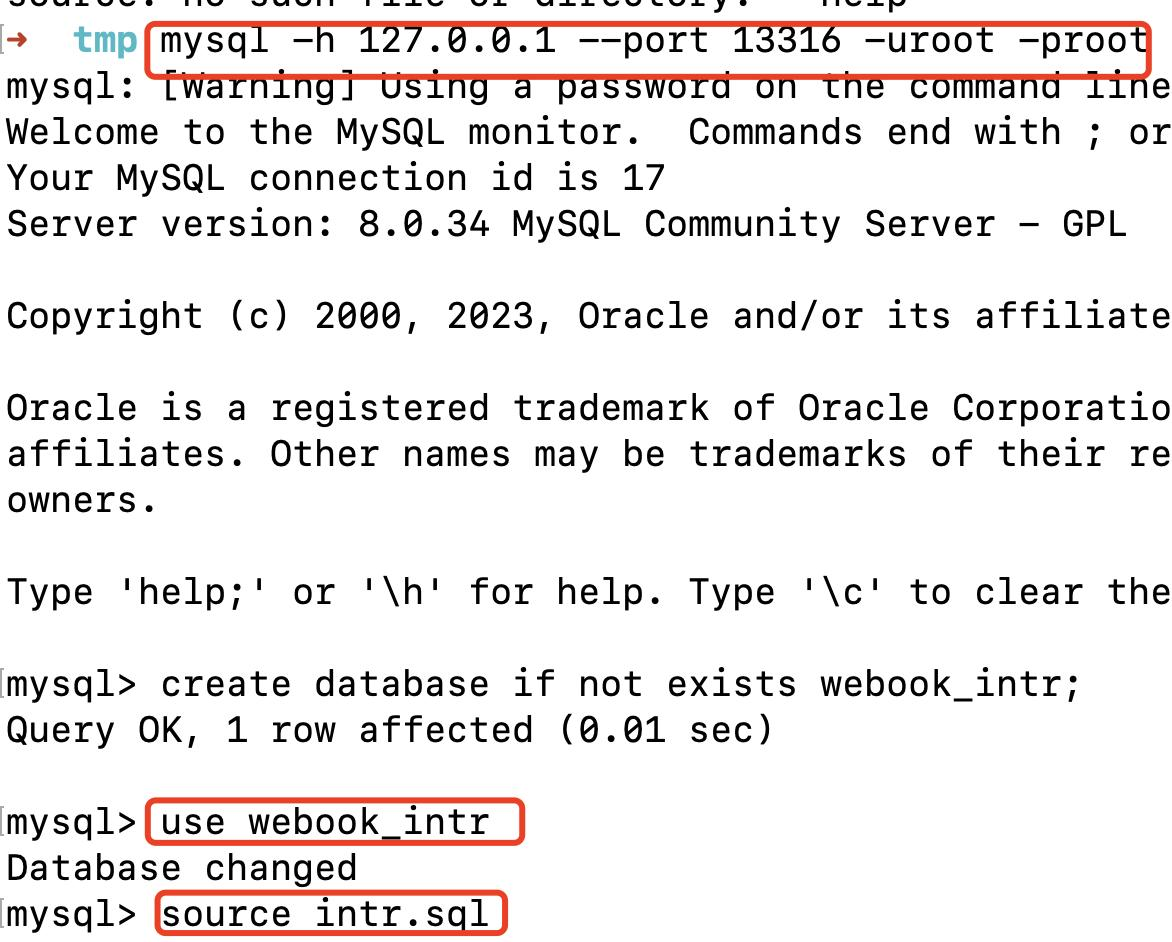 source: no such file or directory: help
→ tmp mysql -h 127.0.0.1 --port 13316 -uroot -proot
mysql: [Warning] Using a password on the command line
Welcome to the MySQL monitor.  Commands end with ; or
Your MySQL connection id is 17
Server version: 8.0.34 MySQL Community Server - GPL
Copyright (c) 2000, 2023, Oracle and/or its affiliate
Oracle is a registered trademark of Oracle Corporatio
affiliates. Other names may be trademarks of their re
owners.
Type 'help;' or '\h' for help. Type '\c' to clear the
[mysql> create database if not exists webook_intr;
Query OK, 1 row affected (0.01 sec)
[mysql> use webook_intr
Database changed
[mysql> source intr.sql